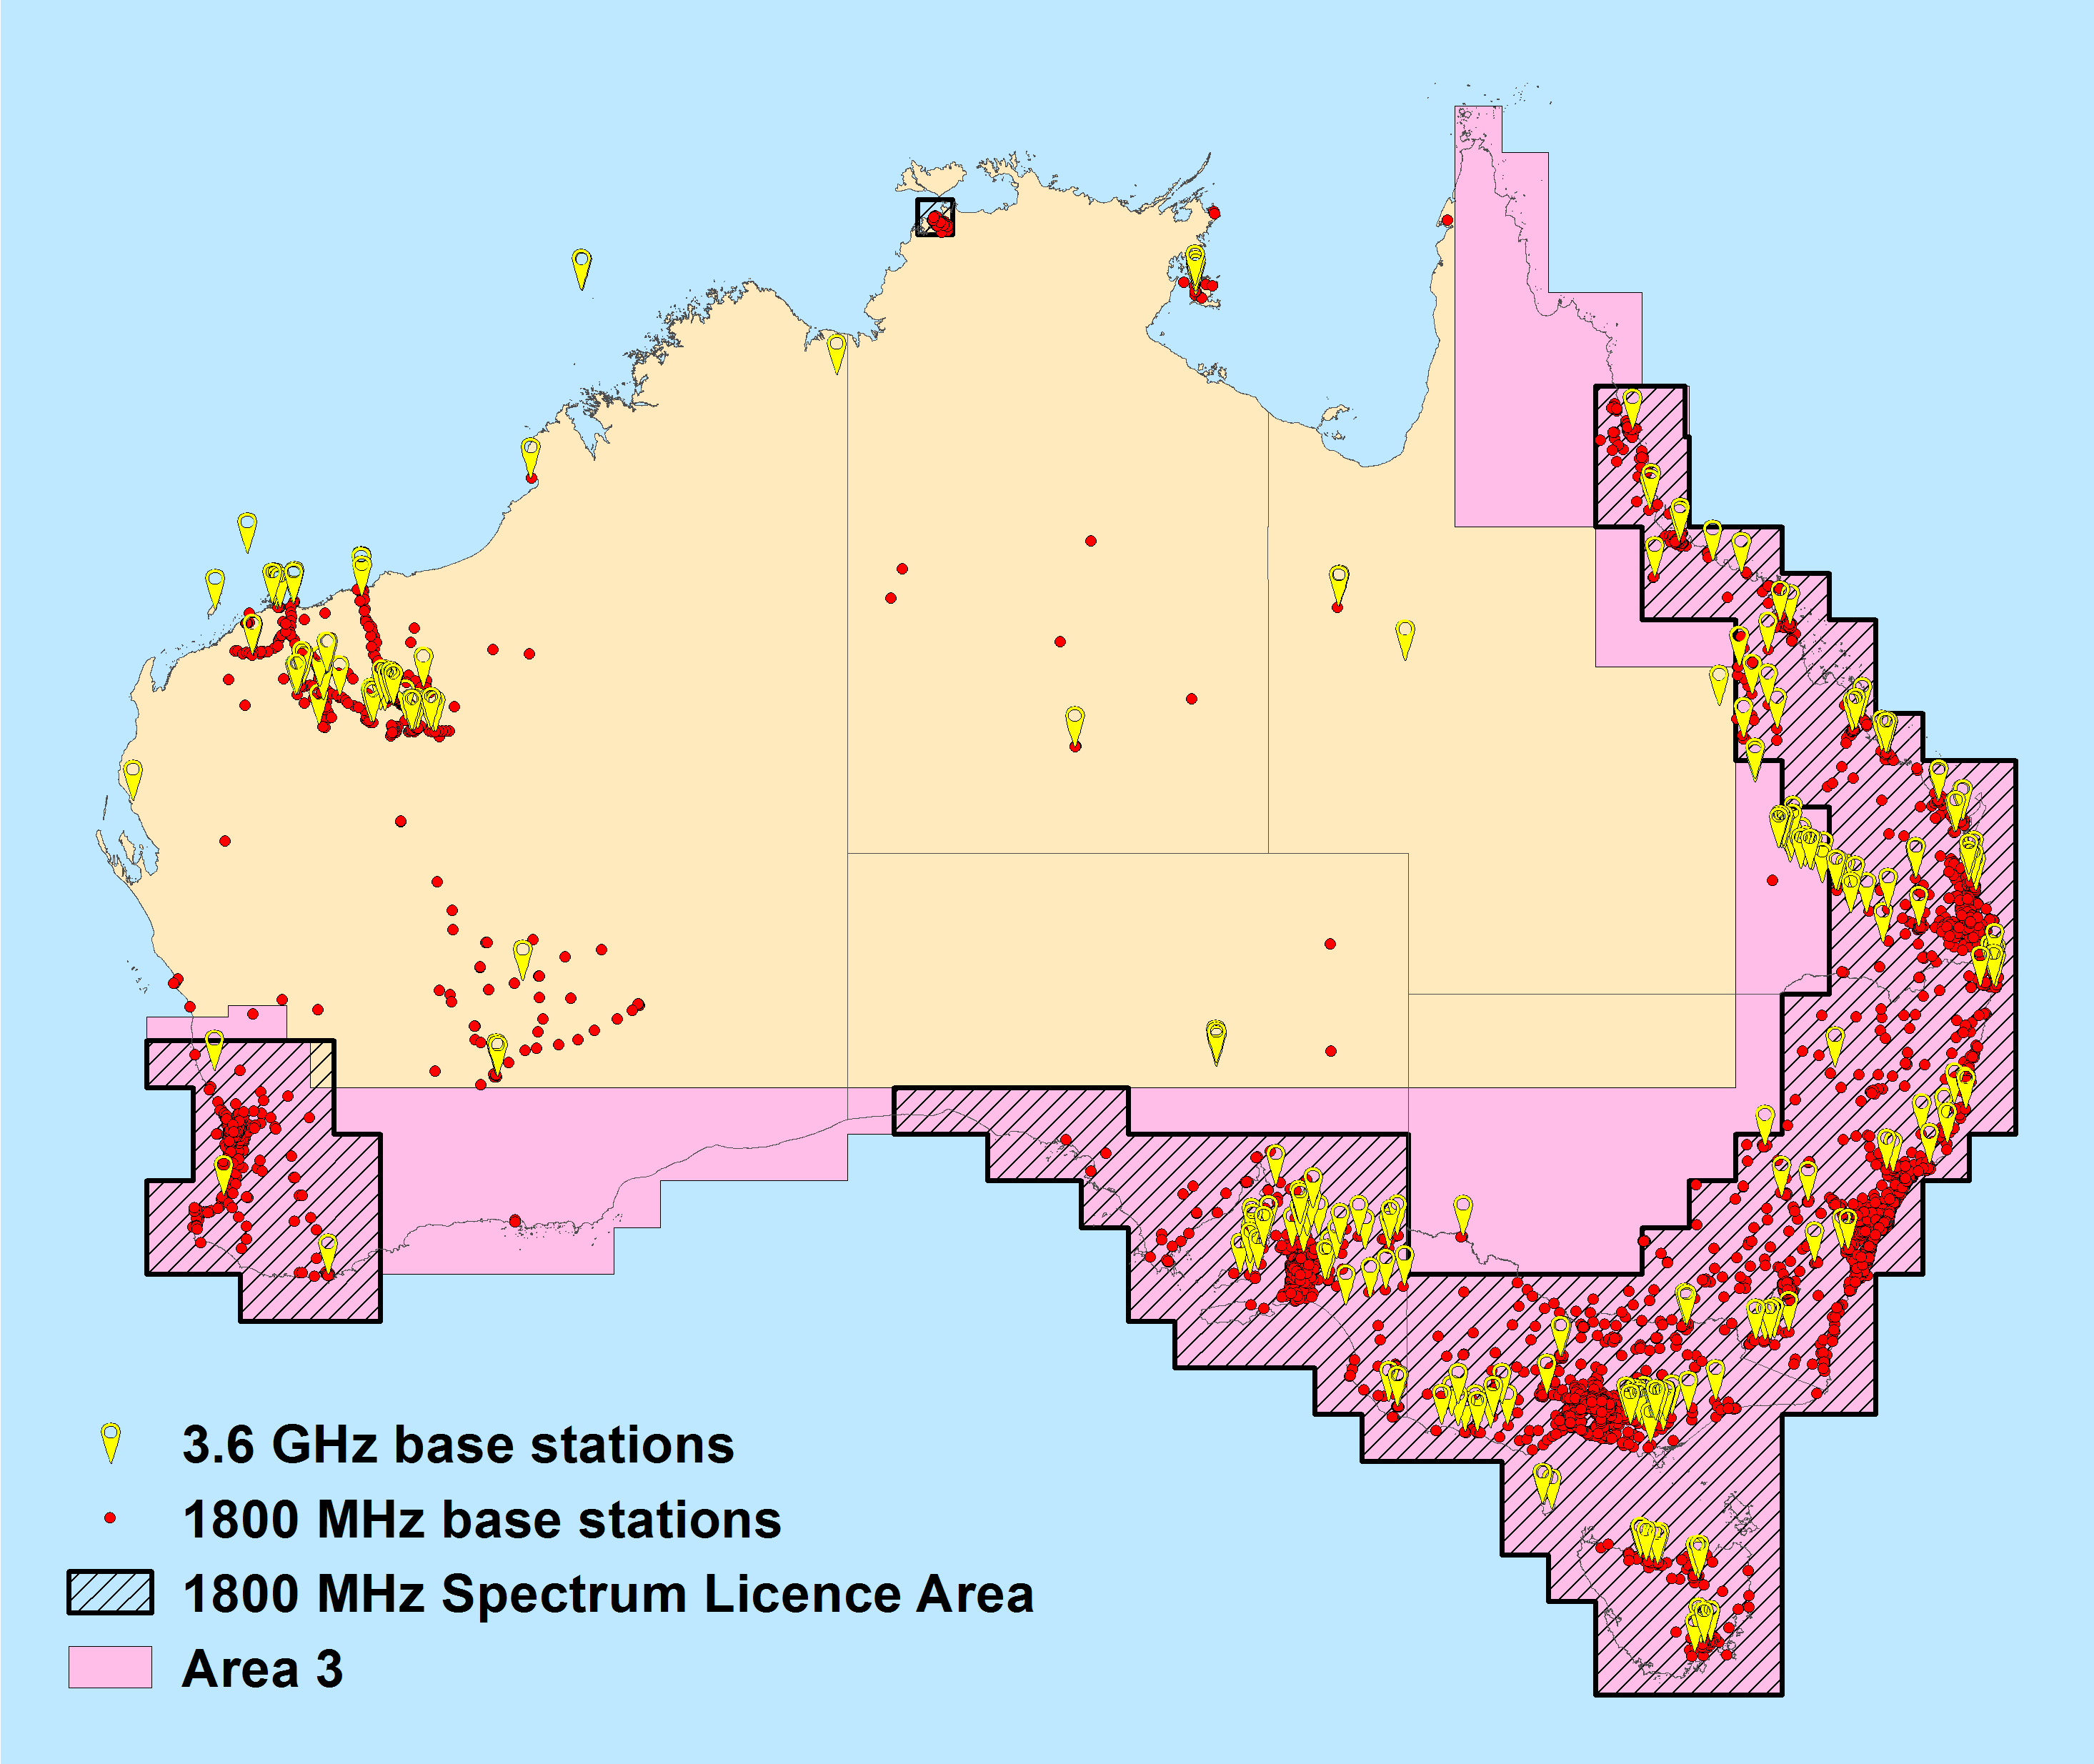 3.6 GHz base stations
1800 MHz base stations
1800 MHz Spectrum Licence Area
Area 3